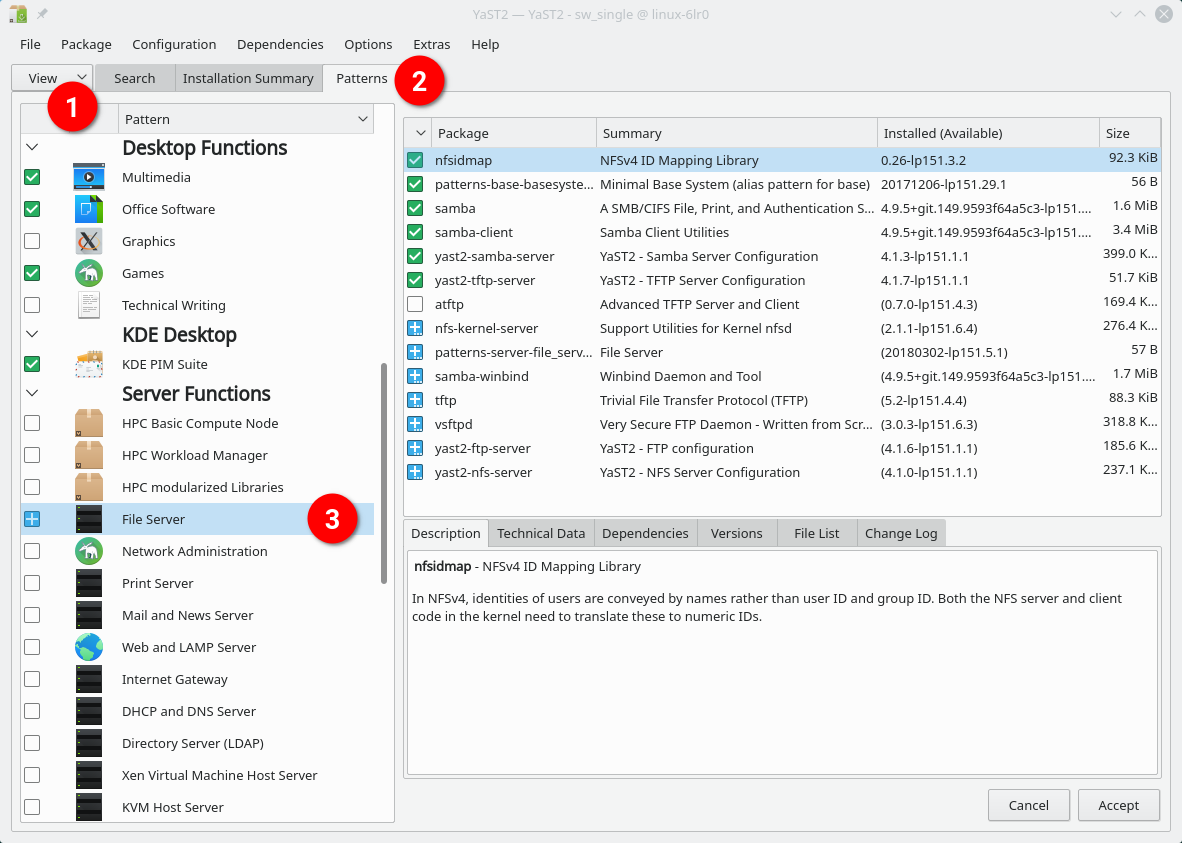 YaST2 — YaST2 - sw_single @ linux-6lr0
File Package Configuration Dependencies Options Extras Help
View Search Installation Summary Patterns
1
2
Pattern
Desktop Functions
Multimedia
Office Software
Graphics
Games
Technical Writing
KDE Desktop
KDE PIM Suite
Server Functions
HPC Basic Compute Node
HPC Workload Manager
HPC modularized Libraries
File Server
3
Network Administration
Print Server
Mail and News Server
Web and LAMP Server
Internet Gateway
DHCP and DNS Server
Directory Server (LDAP)
Xen Virtual Machine Host Server
KVM Host Server
Package Summary Installed (Available) Size
nfsidmap NFSv4 ID Mapping Library 0.26-lp151.3.2 92.3 KiB
patterns-base-basesyste... Minimal Base System (alias pattern for base) 20171206-lp151.29.1 56 B
samba A SMB/CIFS File, Print, and Authentication S... 4.9.5+git.149.9593f64a5c3-lp151.... 1.6 MiB
samba-client Samba Client Utilities 4.9.5+git.149.9593f64a5c3-lp151.... 3.4 MiB
yast2-samba-server YaST2 - Samba Server Configuration 4.1.3-lp151.1.1 399.0 K...
yast2-tftp-server YaST2 - TFTP Server Configuration 4.1.7-lp151.1.1 51.7 KiB
atftp Advanced TFTP Server and Client (0.7.0-lp151.4.3) 169.4 K...
nfs-kernel-server Support Utilities for Kernel nfsd (2.1.1-lp151.6.4) 276.4 K...
patterns-server-file_serv... File Server (20180302-lp151.5.1) 57 B
samba-winbind Winbind Daemon and Tool (4.9.5+git.149.9593f64a5c3-lp151.... 1.7 MiB
tftp Trivial File Transfer Protocol (TFTP) (5.2-lp151.4.4) 88.3 KiB
vsftpd Very Secure FTP Daemon - Written from Scr... (3.0.3-lp151.6.3) 318.8 K...
yast2-ftp-server YaST2 - FTP configuration (4.1.6-lp151.1.1) 185.6 K...
yast2-nfs-server YaST2 - NFS Server Configuration (4.1.0-lp151.1.1) 237.1 K...
Description Technical Data Dependencies Versions File List Change Log
nfsidmap - NFSv4 ID Mapping Library
In NFSv4, identities of users are conveyed by names rather than user ID and group ID. Both the NFS server and client
code in the kernel need to translate these to numeric IDs.
Cancel Accept